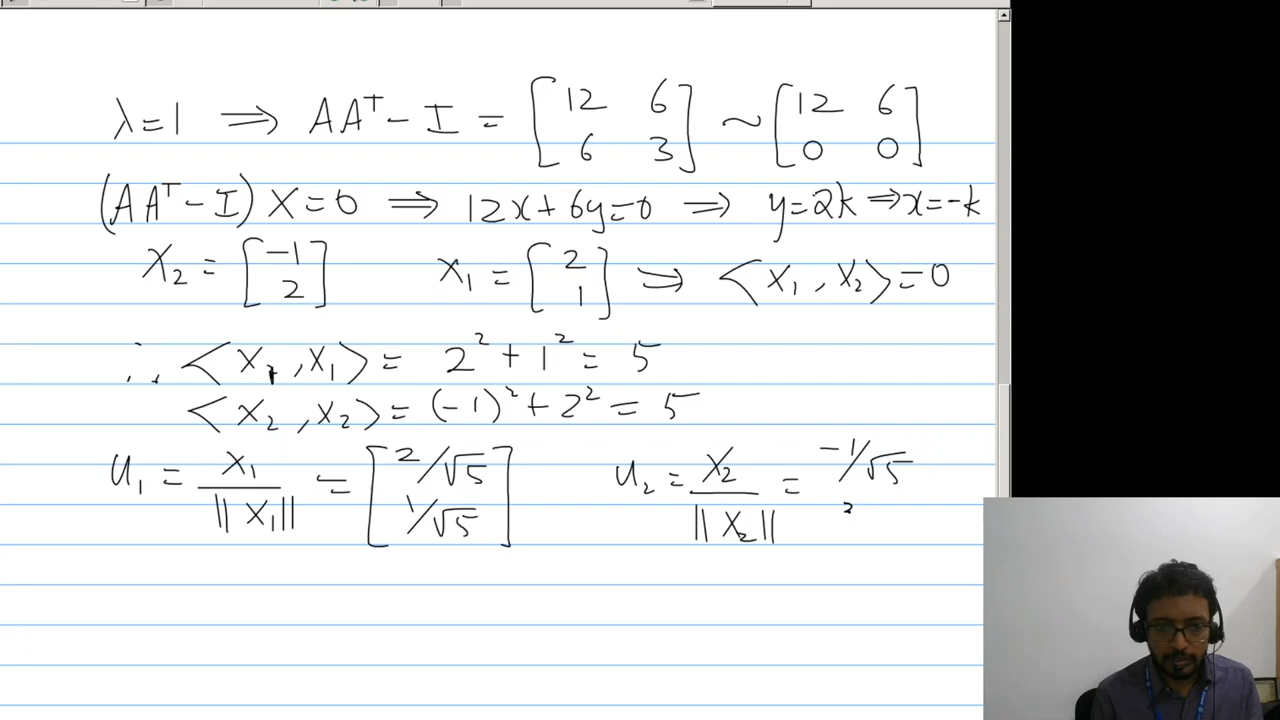 λ=1 ⟹ AAᵀ - I = [12 6; 6 3] ~ [12 6; 0 0]
(AAᵀ - I) X = 0 ⟹ 12x + 6y = 0 ⟹ y = 2k ⟹ x = -k
X₂ = [-1; 2] X₁ = [2; 1] ⟹ <X₁, X₂> = 0
∴ <X₁, X₁> = 2² + 1² = 5
<X₂, X₂> = (-1)² + 2² = 5
u₁ = X₁/||X₁|| = [2/√5; 1/√5] u₂ = X₂/||X₂|| = -1/√5 2